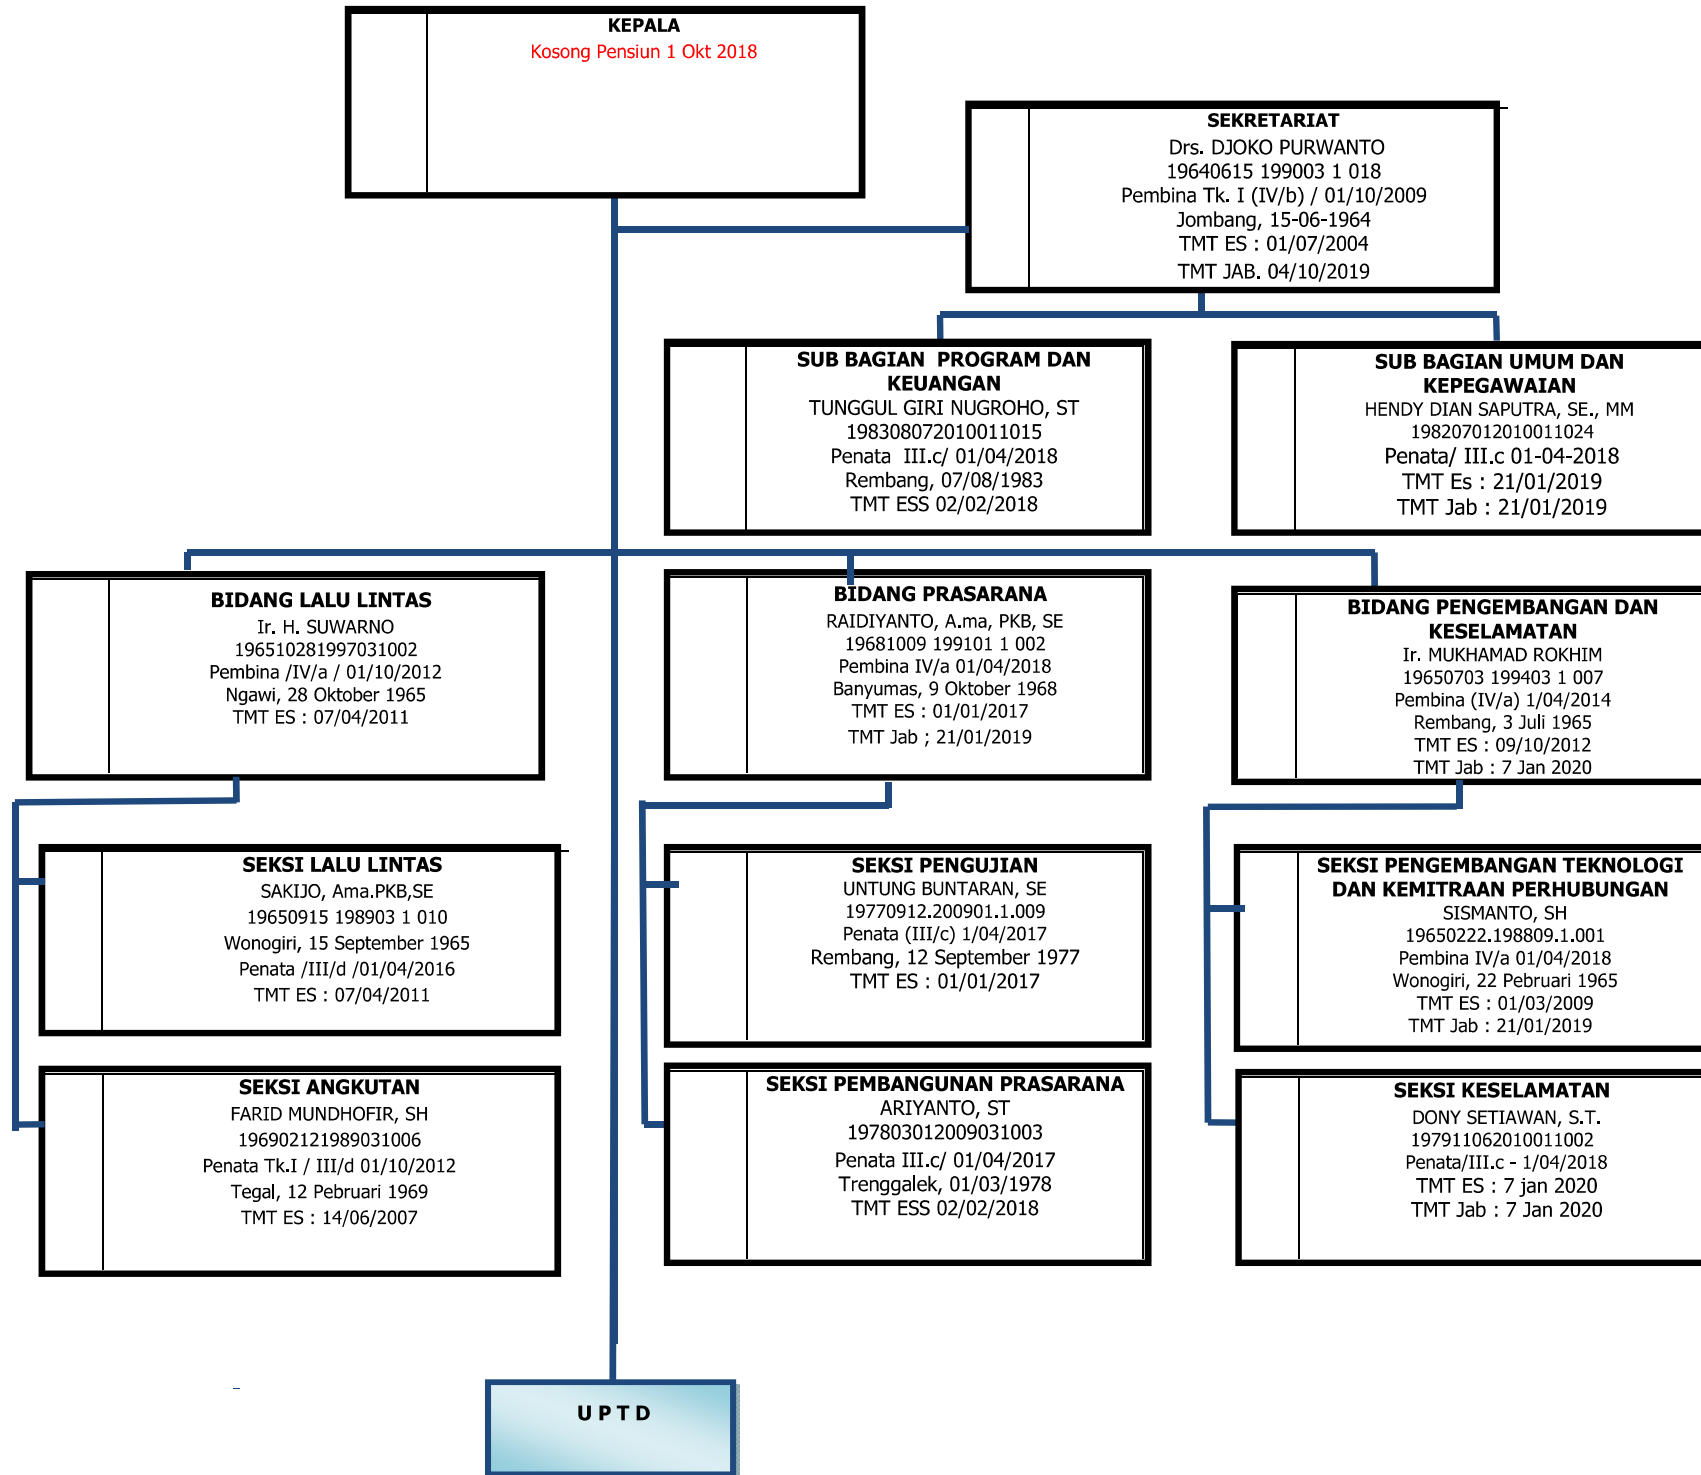 KEPALA
Kosong Pensiun 1 Okt 2018
SEKRETARIAT
Drs. DJOKO PURWANTO
19640615 199003 1 018
Pembina Tk. I (IV/b) / 01/10/2009
Jombang, 15-06-1964
TMT ES : 01/07/2004
TMT JAB. 04/10/2019
SUB BAGIAN PROGRAM DAN
KEUANGAN
TUNGGUL GIRI NUGROHO, ST
198308072010011015
Penata III.c/ 01/04/2018
Rembang, 07/08/1983
TMT ESS 02/02/2018
SUB BAGIAN UMUM DAN
KEPEGAWAIAN
HENDY DIAN SAPUTRA, SE., MM
198207012010011024
Penata/ III.c 01-04-2018
TMT Es : 21/01/2019
TMT Jab : 21/01/2019
BIDANG LALU LINTAS
Ir. H. SUWARNO
196510281997031002
Pembina /IV/a / 01/10/2012
Ngawi, 28 Oktober 1965
TMT ES : 07/04/2011
BIDANG PRASARANA
RAIDIYANTO, A.ma, PKB, SE
19681009 199101 1 002
Pembina IV/a 01/04/2018
Banyumas, 9 Oktober 1968
TMT ES : 01/01/2017
TMT Jab ; 21/01/2019
BIDANG PENGEMBANGAN DAN
KESELAMATAN
Ir. MUKHAMAD ROKHIM
19650703 199403 1 007
Pembina (IV/a) 1/04/2014
Rembang, 3 Juli 1965
TMT ES : 09/10/2012
TMT Jab : 7 Jan 2020
SEKSI LALU LINTAS
SAKIJO, Ama.PKB,SE
19650915 198903 1 010
Wonogiri, 15 September 1965
Penata /III/d /01/04/2016
TMT ES : 07/04/2011
SEKSI PENGUJIAN
UNTUNG BUNTARAN, SE
19770912.200901.1.009
Penata (III/c) 1/04/2017
Rembang, 12 September 1977
TMT ES : 01/01/2017
SEKSI PENGEMBANGAN TEKNOLOGI
DAN KEMITRAAN PERHUBUNGAN
SISMANTO, SH
19650222.198809.1.001
Pembina IV/a 01/04/2018
Wonogiri, 22 Pebruari 1965
TMT ES : 01/03/2009
TMT Jab : 21/01/2019
SEKSI ANGKUTAN
FARID MUNDHOFIR, SH
196902121989031006
Penata Tk.I / III/d 01/10/2012
Tegal, 12 Pebruari 1969
TMT ES : 14/06/2007
SEKSI PEMBANGUNAN PRASARANA
ARIYANTO, ST
197803012009031003
Penata III.c/ 01/04/2017
Trenggalek, 01/03/1978
TMT ESS 02/02/2018
SEKSI KESELAMATAN
DONY SETIAWAN, S.T.
197911062010011002
Penata/III.c - 1/04/2018
TMT ES : 7 jan 2020
TMT Jab : 7 Jan 2020
U P T D